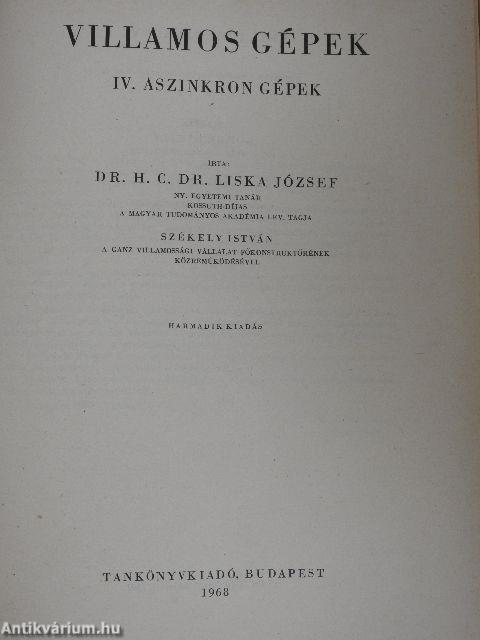 VILLAMOS GÉPEK
IV. ASZINKRON GÉPEK
ÍRTA:
DR. H. C. DR. LISKA JÓZSEF
NY. EGYETEMI TANÁR
KOSSUTH-DÍJAS
A MAGYAR TUDOMÁNYOS AKADÉMIA LEV. TAGJA
SZÉKELY ISTVÁN
A GANZ VILLAMOSSÁGI VÁLLALAT FŐKONSTRUKTŐRÉNEK
KÖZREMŰKÖDÉSÉVEL
HARMADIK KIADÁS
TANKÖNYVKIADÓ, BUDAPEST
1968
Antikvárium.hu